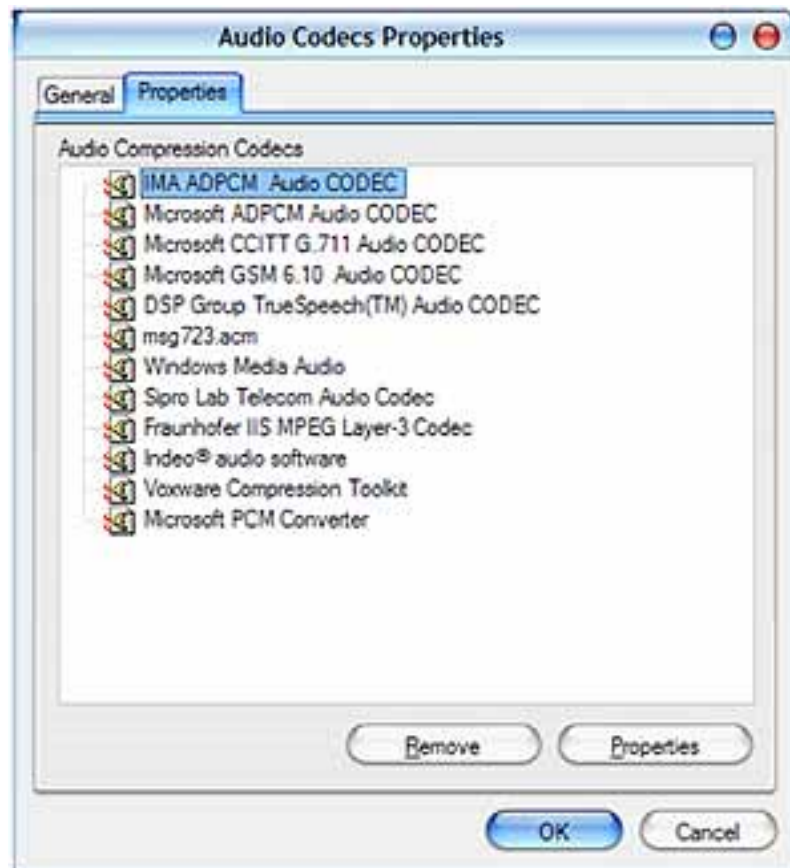 Audio Codecs Properties
General Properties
Audio Compression Codecs
IMA ADPCM Audio CODEC
Microsoft ADPCM Audio CODEC
Microsoft CCITT G.711 Audio CODEC
Microsoft GSM 6.10 Audio CODEC
DSP Group TrueSpeech(TM) Audio CODEC
msg723.acm
Windows Media Audio
Sipro Lab Telecom Audio Codec
Fraunhofer IIS MPEG Layer-3 Codec
Indeo® audio software
Voxware Compression Toolkit
Microsoft PCM Converter
Remove Properties
OK Cancel